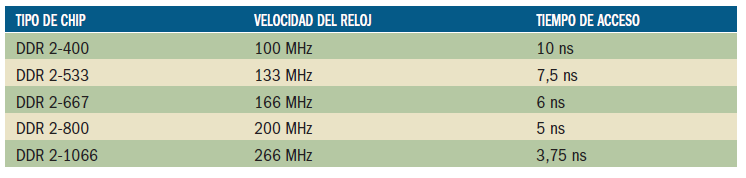 TIPO DE CHIP VELOCIDAD DEL RELOJ TIEMPO DE ACCESO
DDR 2-400 100 MHz 10 ns
DDR 2-533 133 MHz 7,5 ns
DDR 2-667 166 MHz 6 ns
DDR 2-800 200 MHz 5 ns
DDR 2-1066 266 MHz 3,75 ns